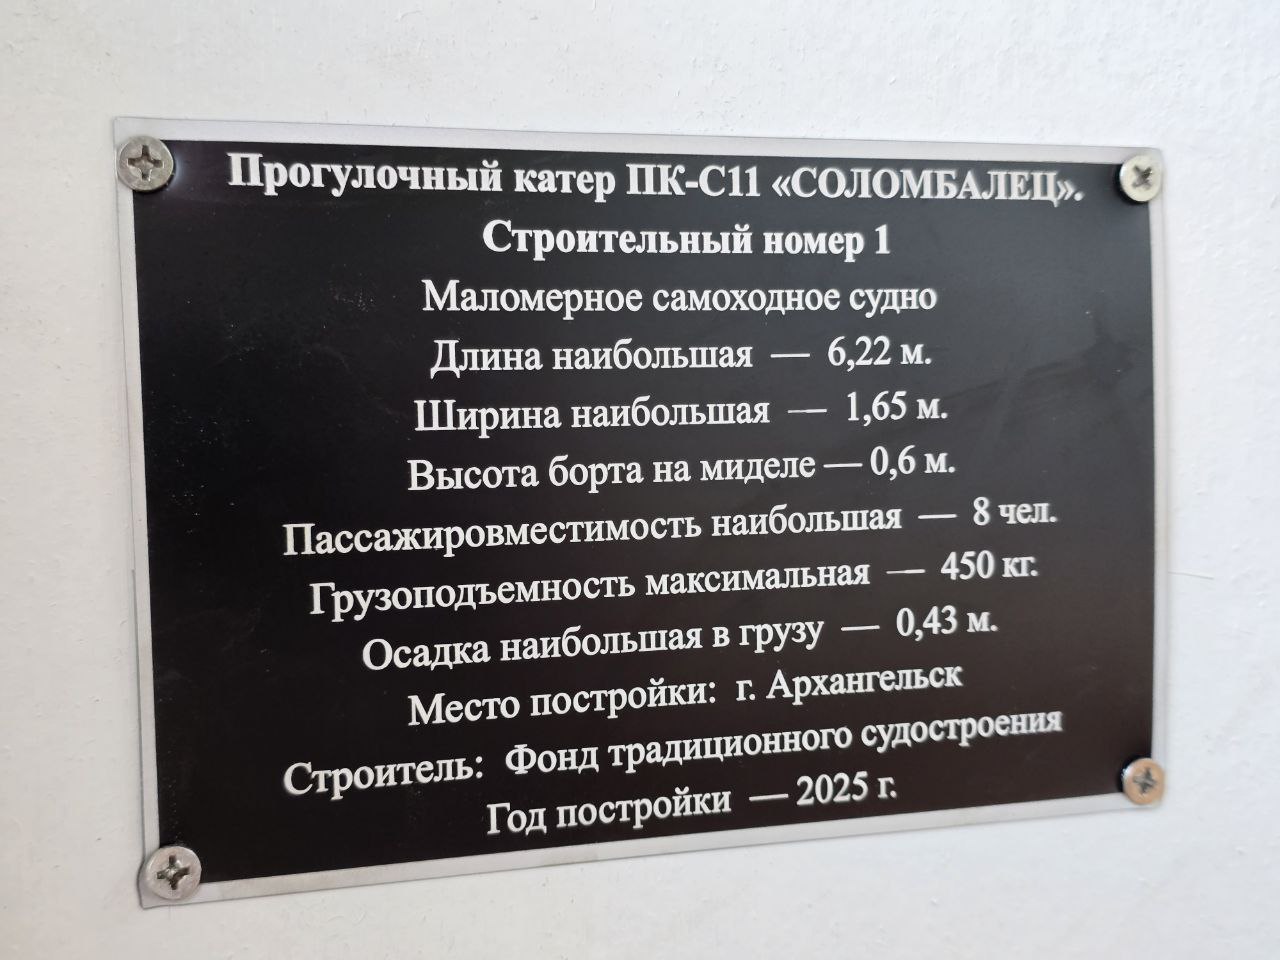 Прогулочный катер ПК-С11 «СОЛОМБАЛЕЦ».
Строительный номер 1
Маломерное самоходное судно
Длина наибольшая — 6,22 м.
Ширина наибольшая — 1,65 м.
Высота борта на миделе — 0,6 м.
Пассажировместимость наибольшая — 8 чел.
Грузоподъемность максимальная — 450 кг.
Осадка наибольшая в грузу — 0,43 м.
Место постройки: г. Архангельск
Строитель: Фонд традиционного судостроения
Год постройки — 2025 г.